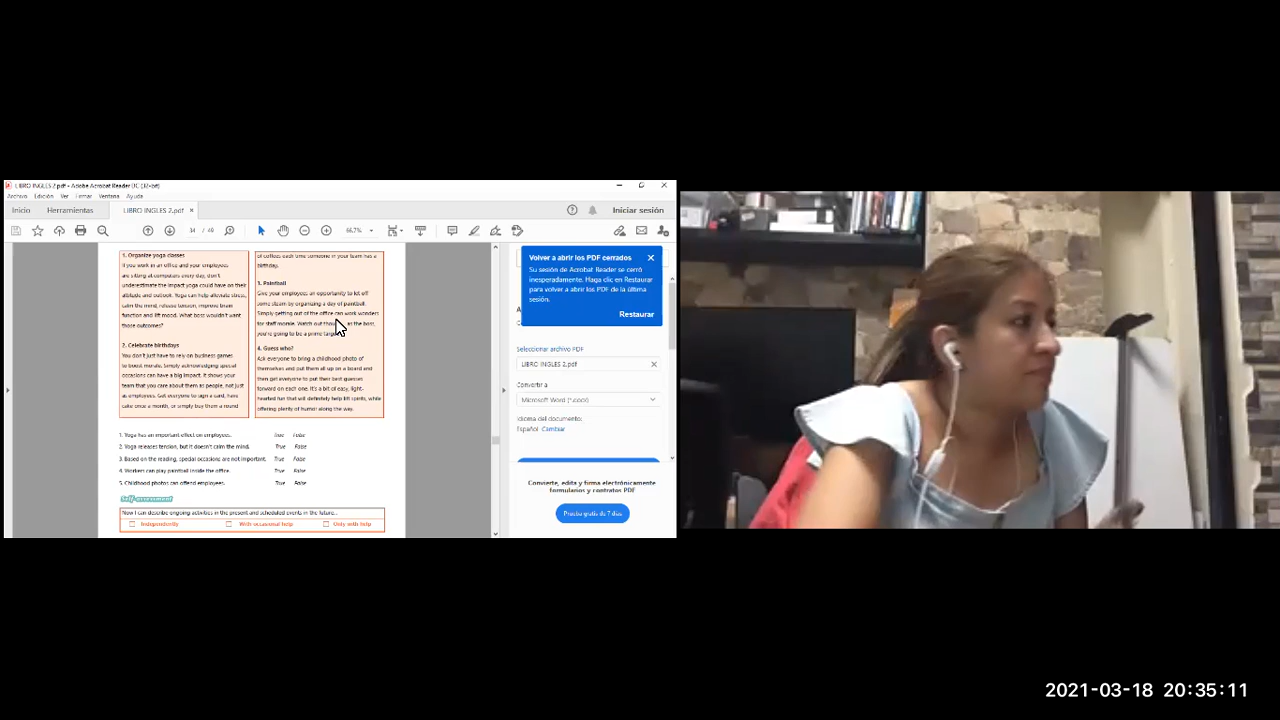 LIBRO INGLES 2.pdf - Adobe Acrobat Reader DC (32-bit)
Archivo Edición Ver Firmar Ventana Ayuda
Inicio Herramientas LIBRO INGLES 2.pdf × Iniciar sesión
66.7%
1. Organize yoga classes
If you work in an office and your employees
are sitting at computers every day, don't
underestimate the impact yoga could have on their
attitude and outlook. Yoga can help alleviate stress,
calm the mind, release tension, improve brain
function and lift mood. What boss wouldn't want
those outcomes?
2. Celebrate birthdays
You don't just have to rely on business games
to boost morale. Simply acknowledging special
occasions can have a big impact. It shows your
team that you care about them as people, not just
as employees. Get everyone to sign a card, have
cake once a month, or simply buy them a round
of coffees each time someone in your team has a
birthday.
3. Paintball
Give your employees an opportunity to let off
some steam by organizing a day of paintball.
Simply getting out of the office can work wonders
for staff morale. Watch out though, as the boss,
you're going to be a prime target
4. Guess who?
Ask everyone to bring a childhood photo of
themselves and put them all up on a board and
then get everyone to put their best guesses
forward on each one. It's a bit of easy, light-
hearted fun that will definitely help lift spirits, while
offering plenty of humor along the way.
1. Yoga has an important effect on employees. True False
2. Yoga releases tension, but it doesn't calm the mind. True False
3. Based on the reading, special occasions are not important. True False
4. Workers can play paintball inside the office. True False
5. Childhood photos can offend employees. True False
Self-assessment
Now I can describe ongoing activities in the present and scheduled events in the future..
Independently With occasional help Only with help
Volver a abrir los PDF cerrados
Su sesión de Acrobat Reader se cerró
inesperadamente. Haga clic en Restaurar
para volver a abrir los PDF de la última
sesión.
Restaurar
Seleccionar archivo PDF
LIBRO INGLES 2.pdf
Convertir a
Microsoft Word (*.docx)
Idioma del documento:
Español Cambiar
Convierte, edita y firma electrónicamente
formularios y contratos PDF
Prueba gratis de 7 días
2021-03-18 20:35:11